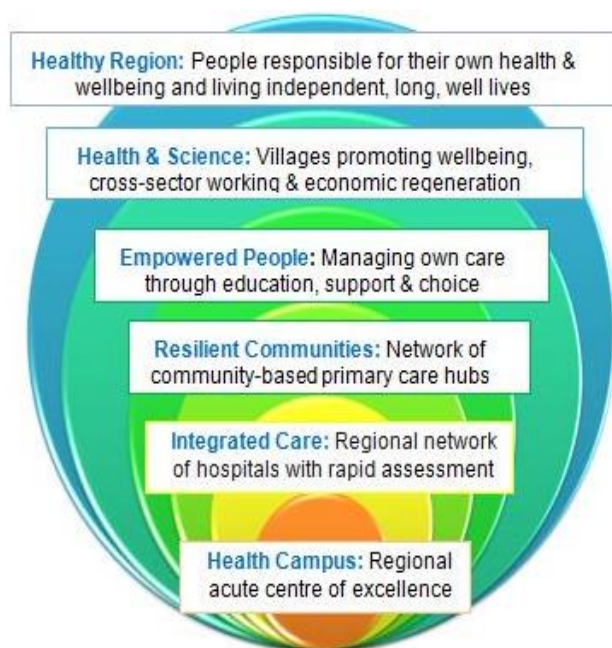 Healthy Region: People responsible for their own health &
wellbeing and living independent, long, well lives
Health & Science: Villages promoting wellbeing,
cross-sector working & economic regeneration
Empowered People: Managing own care
through education, support & choice
Resilient Communities: Network of
community-based primary care hubs
Integrated Care: Regional network
of hospitals with rapid assessment
Health Campus: Regional
acute centre of excellence